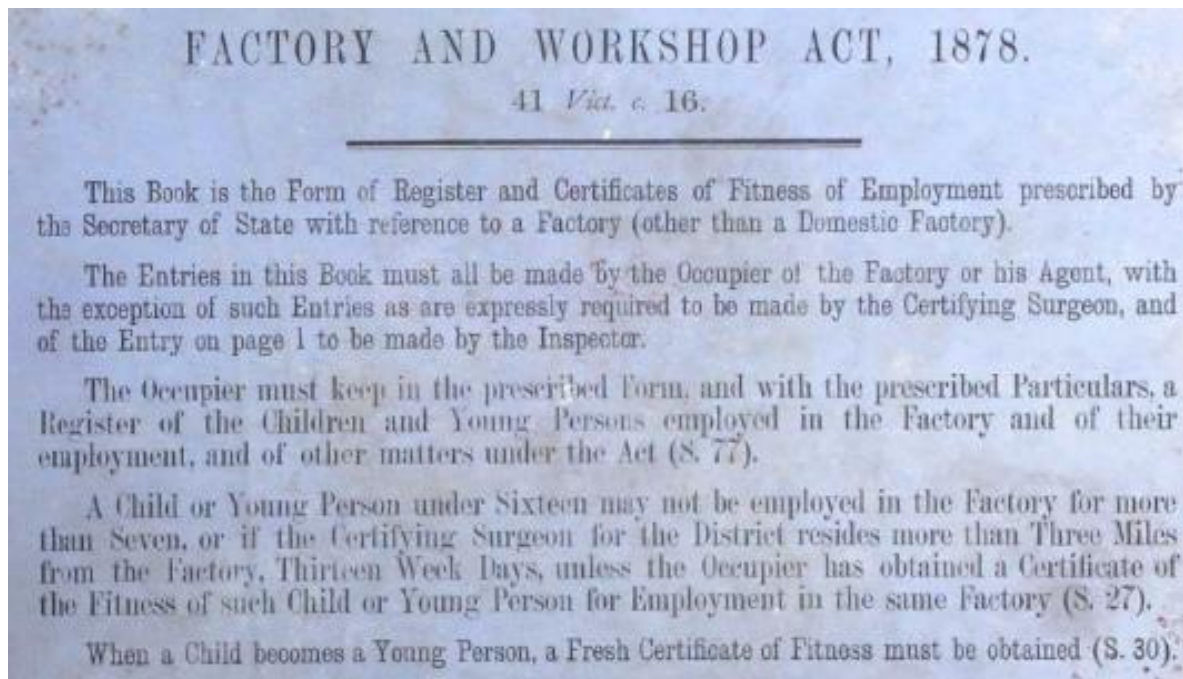 FACTORY AND WORKSHOP ACT, 1878.
41 Vict. c. 16.
This Book is the Form of Register and Certificates of Fitness of Employment prescribed by
the Secretary of State with reference to a Factory (other than a Domestic Factory).
The Entries in this Book must all be made by the Occupier of the Factory or his Agent, with
the exception of such Entries as are expressly required to be made by the Certifying Surgeon, and
of the Entry on page 1 to be made by the Inspector.
The Occupier must keep in the prescribed Form, and with the prescribed Particulars, a
Register of the Children and Young Persons employed in the Factory and of their
employment, and of other matters under the Act (S. 77).
A Child or Young Person under Sixteen may not be employed in the Factory for more
than Seven, or if the Certifying Surgeon for the District resides more than Three Miles
from the Factory, Thirteen Week Days, unless the Occupier has obtained a Certificate of
the Fitness of such Child or Young Person for Employment in the same Factory (S. 27).
When a Child becomes a Young Person, a Fresh Certificate of Fitness must be obtained (S. 30).